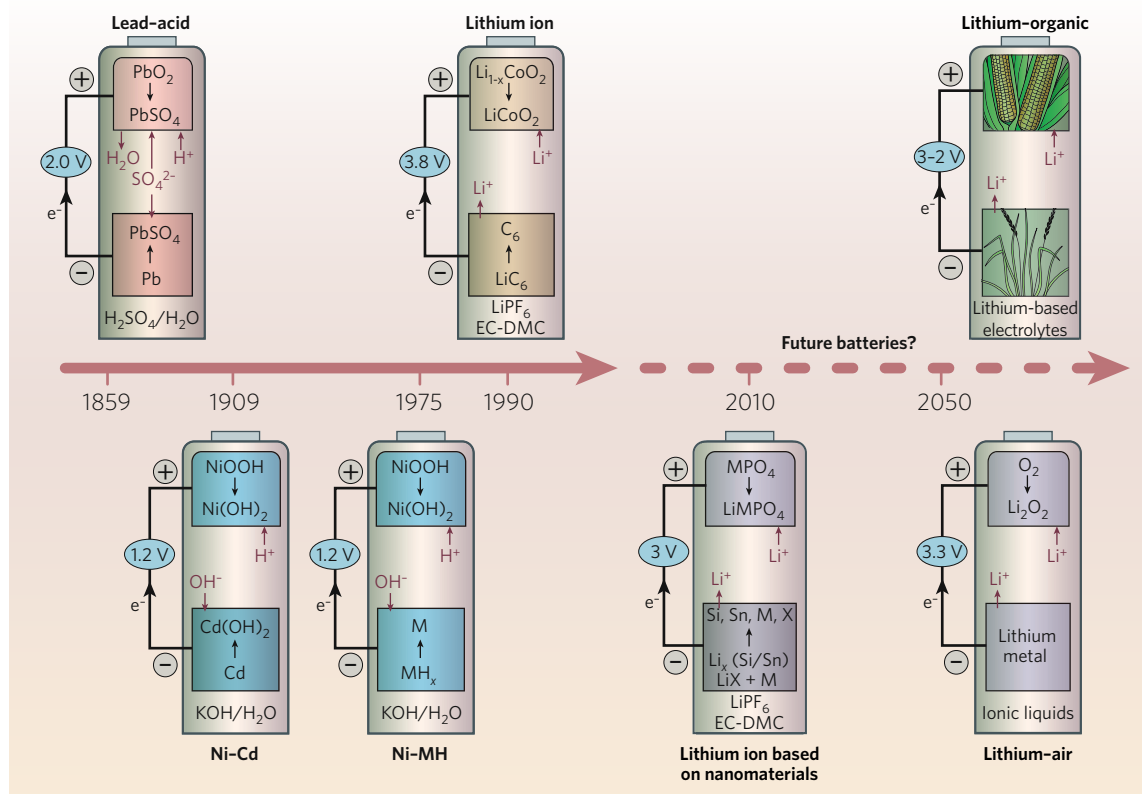 Lead–acid
+
PbO₂
PbSO₄
H₂O
H⁺
SO₄²⁻
2.0 V
e⁻
PbSO₄
Pb
−
H₂SO₄/H₂O
Lithium ion
+
Li₁₋ₓCoO₂
LiCoO₂
Li⁺
3.8 V
Li⁺
e⁻
C₆
LiC₆
−
LiPF₆
EC-DMC
Lithium–organic
+
Li⁺
3–2 V
Li⁺
e⁻
−
Lithium-based
electrolytes
Future batteries?
1859
1909
1975
1990
2010
2050
+
NiOOH
Ni(OH)₂
H⁺
1.2 V
OH⁻
e⁻
Cd(OH)₂
Cd
−
KOH/H₂O
Ni–Cd
+
NiOOH
Ni(OH)₂
H⁺
1.2 V
OH⁻
e⁻
M
MHₓ
−
KOH/H₂O
Ni–MH
+
MPO₄
LiMPO₄
Li⁺
3 V
Li⁺
e⁻
Si, Sn, M, X
Liₓ (Si/Sn)
LiX + M
−
LiPF₆
EC-DMC
Lithium ion based
on nanomaterials
+
O₂
Li₂O₂
Li⁺
3.3 V
Li⁺
e⁻
Lithium
metal
−
Ionic liquids
Lithium–air